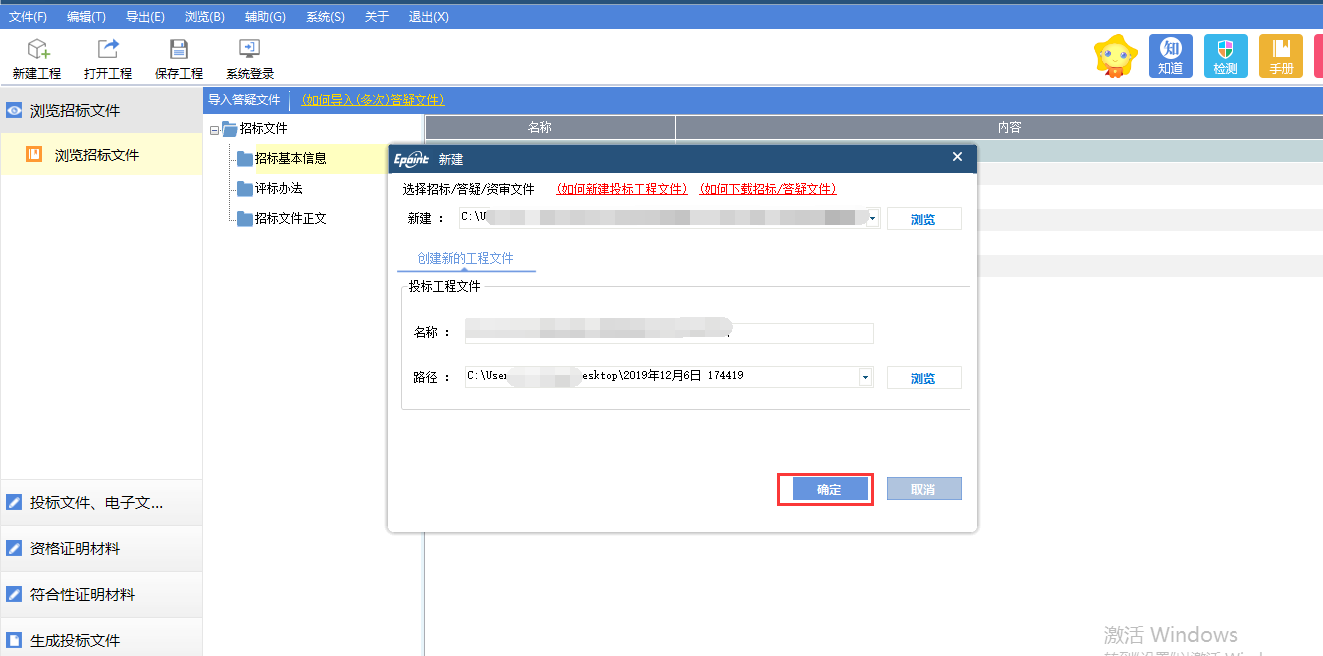 文件(F) 编辑(T) 导出(E) 浏览(B) 辅助(G) 系统(S) 关于 退出(X)
新建工程 打开工程 保存工程 系统登录 知 知道 检测 手册
浏览招标文件
浏览招标文件
导入答疑文件 (如何导入(多次)答疑文件)
招标文件
招标基本信息
评标办法
招标文件正文
名称 内容
Epoint 新建
选择招标/答疑/资审文件 (如何新建投标工程文件) (如何下载招标/答疑文件)
新建 : C:\U 浏览
创建新的工程文件
投标工程文件
名称 :
路径 : C:\User esktop\2019年12月6日 174419 浏览
确定 取消
投标文件、电子文...
资格证明材料
符合性证明材料
生成投标文件
激活 Windows